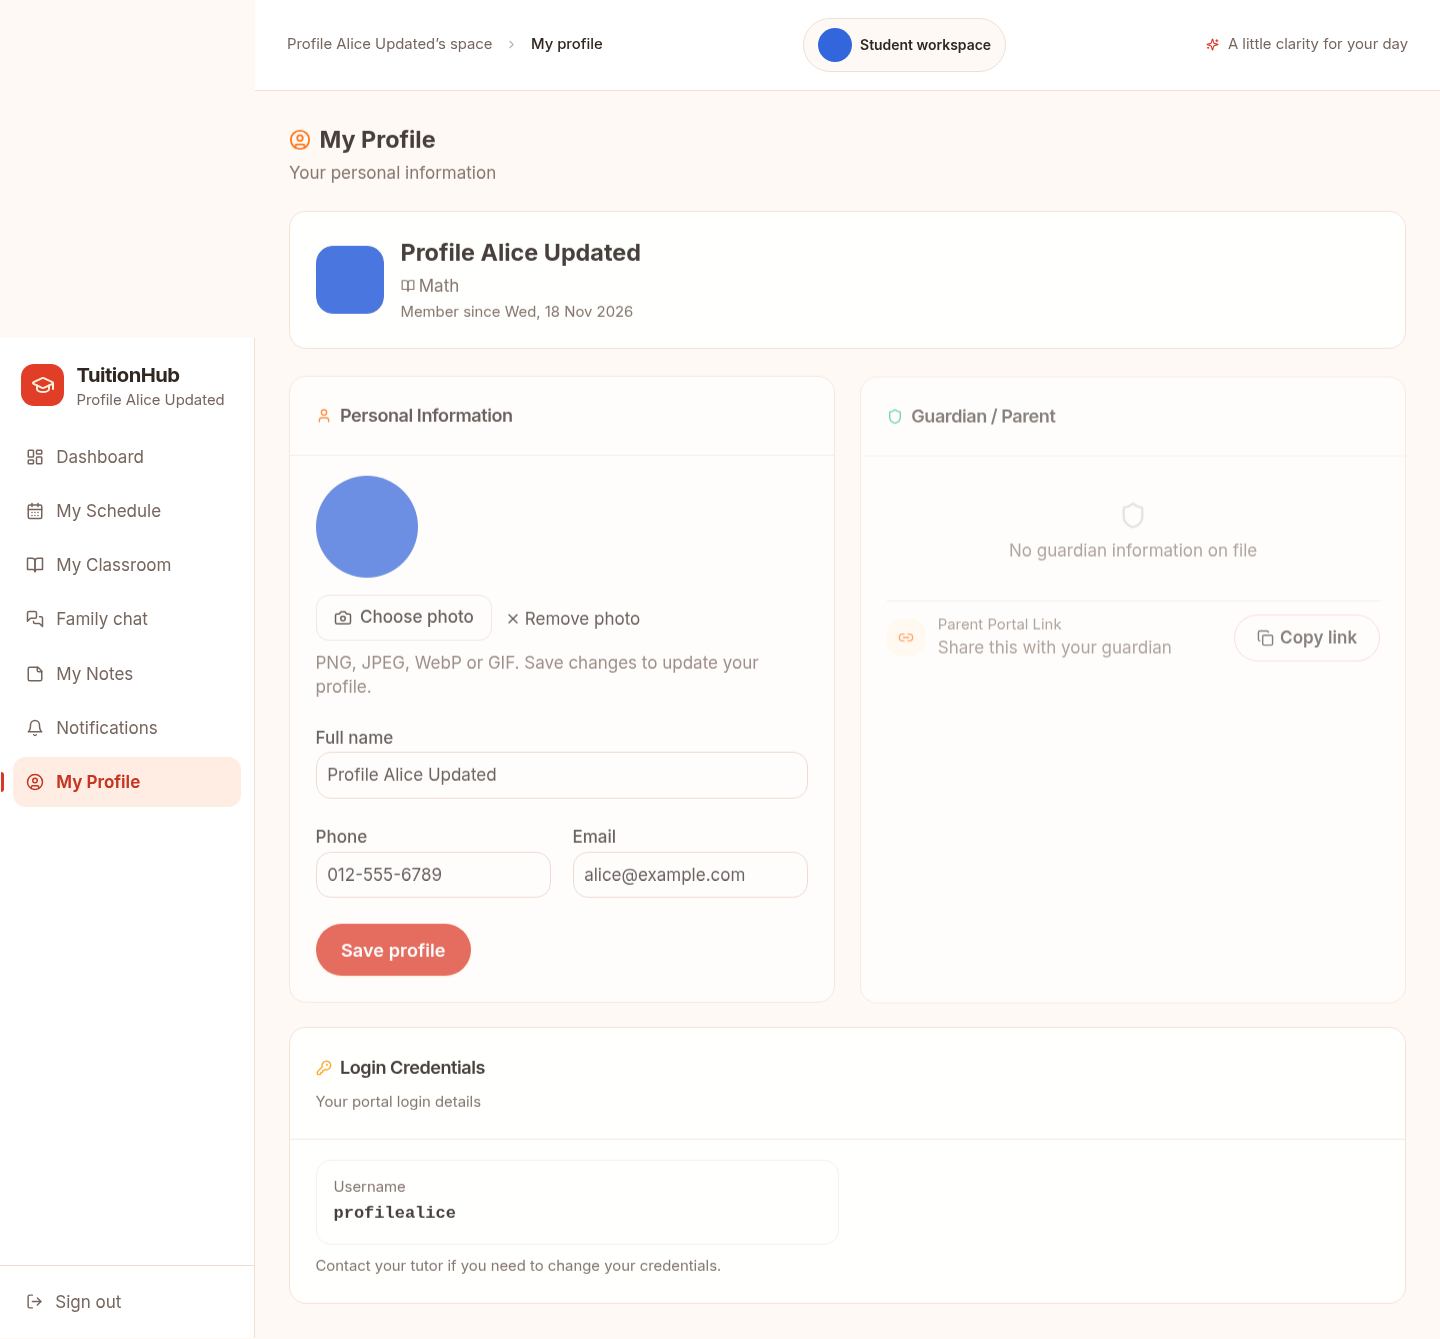 Profile Alice Updated’s space
My profile
Student workspace
A little clarity for your day
TuitionHub
Profile Alice Updated
Dashboard
My Schedule
My Classroom
Family chat
My Notes
Notifications
My Profile
Sign out
My Profile
Your personal information
Profile Alice Updated
Math
Member since Wed, 18 Nov 2026
Personal Information
Choose photo
Remove photo
PNG, JPEG, WebP or GIF. Save changes to update your
profile.
Full name
Profile Alice Updated
Phone
Email
012-555-6789
alice@example.com
Save profile
Guardian / Parent
No guardian information on file
Parent Portal Link
Share this with your guardian
Copy link
Login Credentials
Your portal login details
Username
profilealice
Contact your tutor if you need to change your credentials.